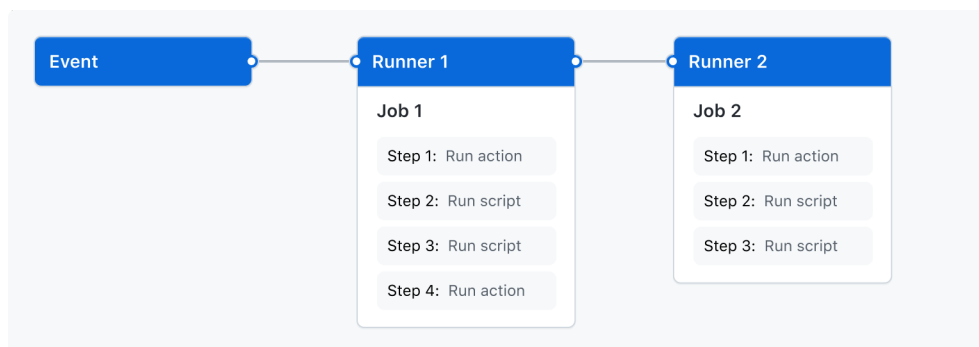 Event
Runner 1
Job 1
Step 1: Run action
Step 2: Run script
Step 3: Run script
Step 4: Run action
Runner 2
Job 2
Step 1: Run action
Step 2: Run script
Step 3: Run script